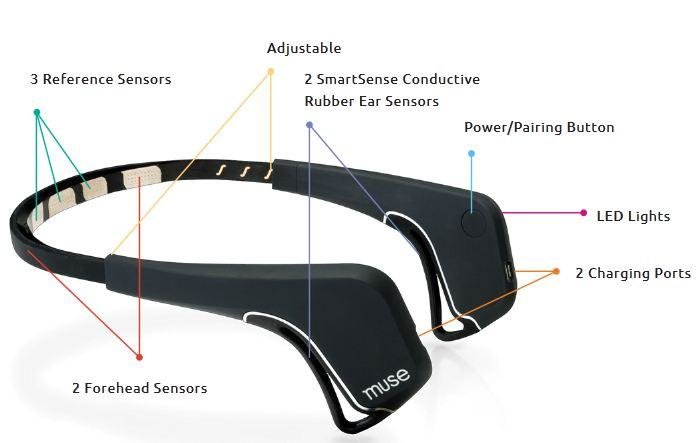 Adjustable
3 Reference Sensors
2 SmartSense Conductive
Rubber Ear Sensors
Power/Pairing Button
LED Lights
2 Charging Ports
2 Forehead Sensors
muse